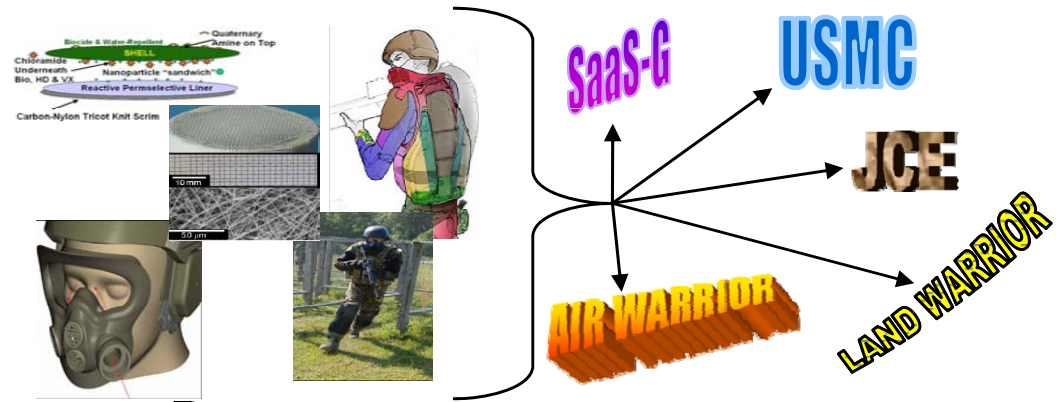 Quaternary
Amine on Top
Biocide & Water-Repellent
SHELL
Chloramide
Underneath
Bio, HD & VX
Nanoparticle "sandwich"
Reactive Permselective Liner
Carbon-Nylon Tricot Knit Scrim
10 mm
5.0 µm
SaaS-G
USMC
JCE
LAND WARRIOR
AIR WARRIOR